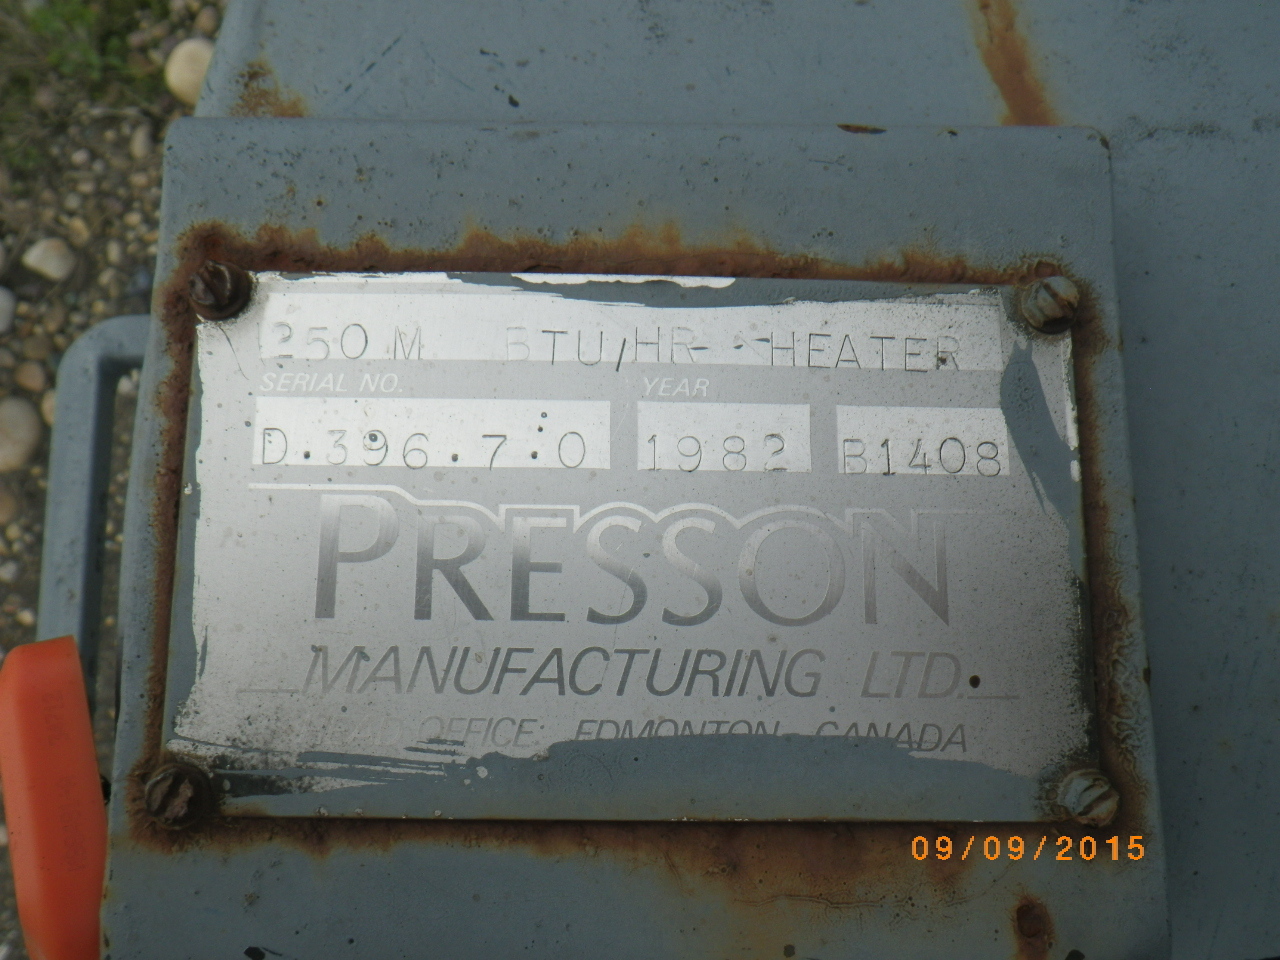 250 M BTU/HR HEATER
SERIAL NO. YEAR
D.396.7.0 1982 B1408
PRESSON
MANUFACTURING LTD.
HEAD OFFICE: EDMONTON CANADA
09/09/2015